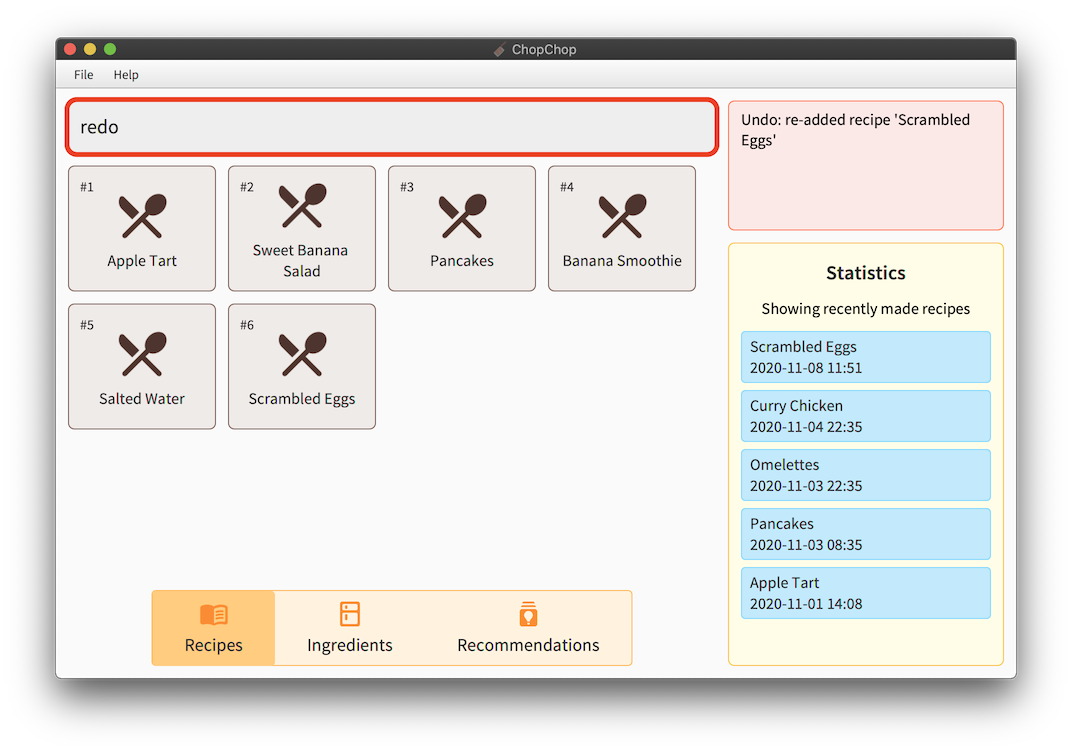 ChopChop
File Help
redo
#1
Apple Tart
#2
Sweet Banana
Salad
#3
Pancakes
#4
Banana Smoothie
#5
Salted Water
#6
Scrambled Eggs
Recipes
Ingredients
Recommendations
Undo: re-added recipe 'Scrambled
Eggs'
Statistics
Showing recently made recipes
Scrambled Eggs
2020-11-08 11:51
Curry Chicken
2020-11-04 22:35
Omelettes
2020-11-03 22:35
Pancakes
2020-11-03 08:35
Apple Tart
2020-11-01 14:08